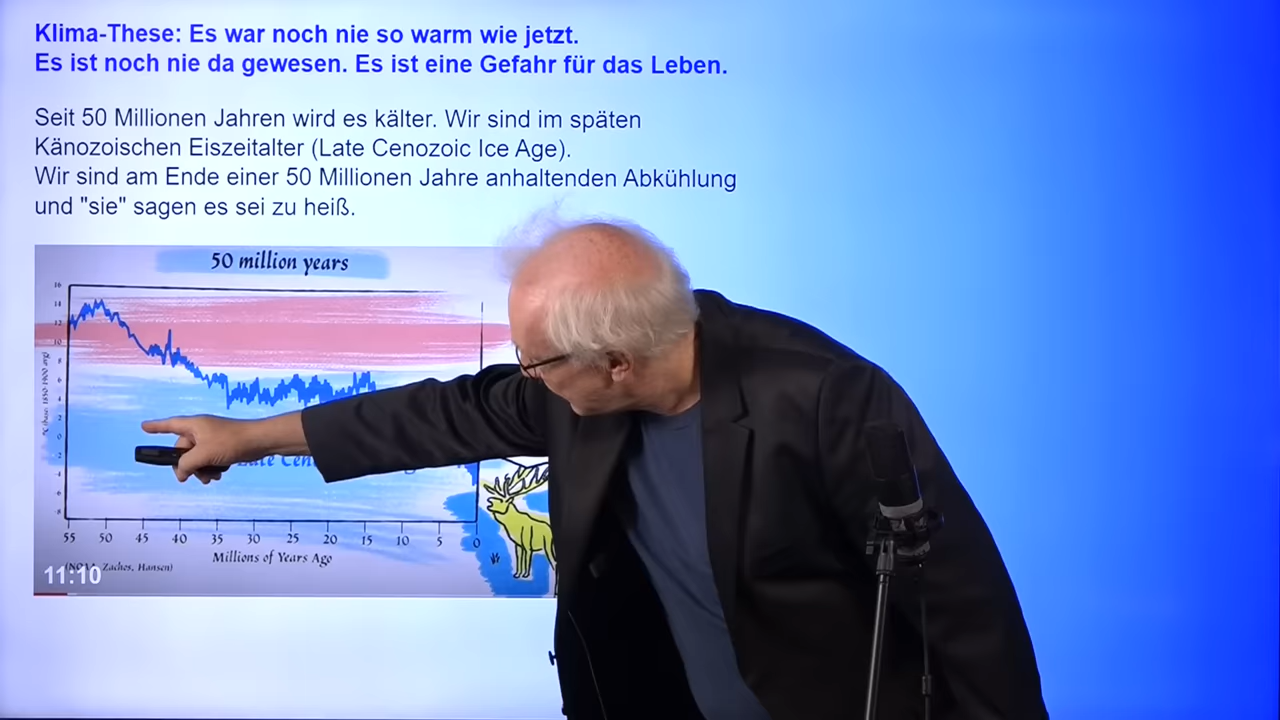 Klima-These: Es war noch nie so warm wie jetzt.
Es ist noch nie da gewesen. Es ist eine Gefahr für das Leben.
Seit 50 Millionen Jahren wird es kälter. Wir sind im späten
Känozoischen Eiszeitalter (Late Cenozoic Ice Age).
Wir sind am Ende einer 50 Millionen Jahre anhaltenden Abkühlung
und "sie" sagen es sei zu heiß.
50 million years
16
14
12
10
8
6
4
2
0
-2
-4
-6
-8
Late Cen
55 50 45 40 35 30 25 20 15 10 5 0
Millions of Years Ago
Zachos, Hansen)
11:10